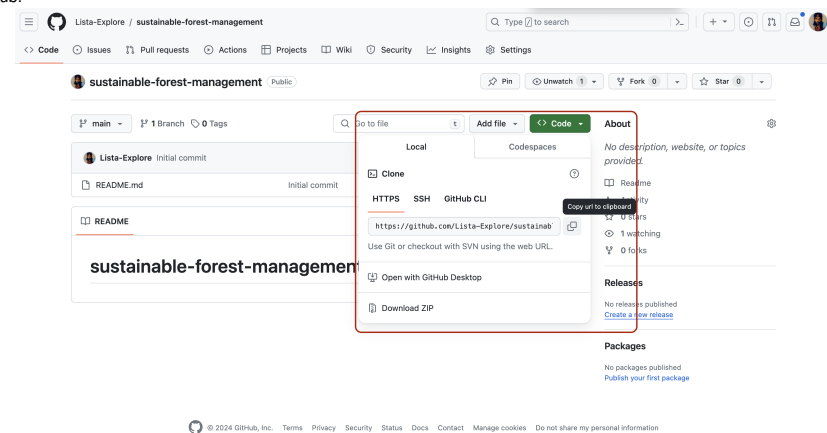 ub.
Lista-Explore / sustainable-forest-management
Type / to search
Code Issues Pull requests Actions Projects Wiki Security Insights Settings
sustainable-forest-management Public
Pin Unwatch 1 Fork 0 Star 0
main 1 Branch 0 Tags
Go to file t Add file Code
About
Lista-Explore Initial commit
README.md Initial commit
README
sustainable-forest-management
Local Codespaces
Clone
HTTPS SSH GitHub CLI
Copy url to clipboard
https://github.com/Lista-Explore/sustainab
Use Git or checkout with SVN using the web URL.
Open with GitHub Desktop
Download ZIP
No description, website, or topics
provided.
Readme
Activity
0 stars
1 watching
0 forks
Releases
No releases published
Create a new release
Packages
No packages published
Publish your first package
© 2024 GitHub, Inc. Terms Privacy Security Status Docs Contact Manage cookies Do not share my personal information